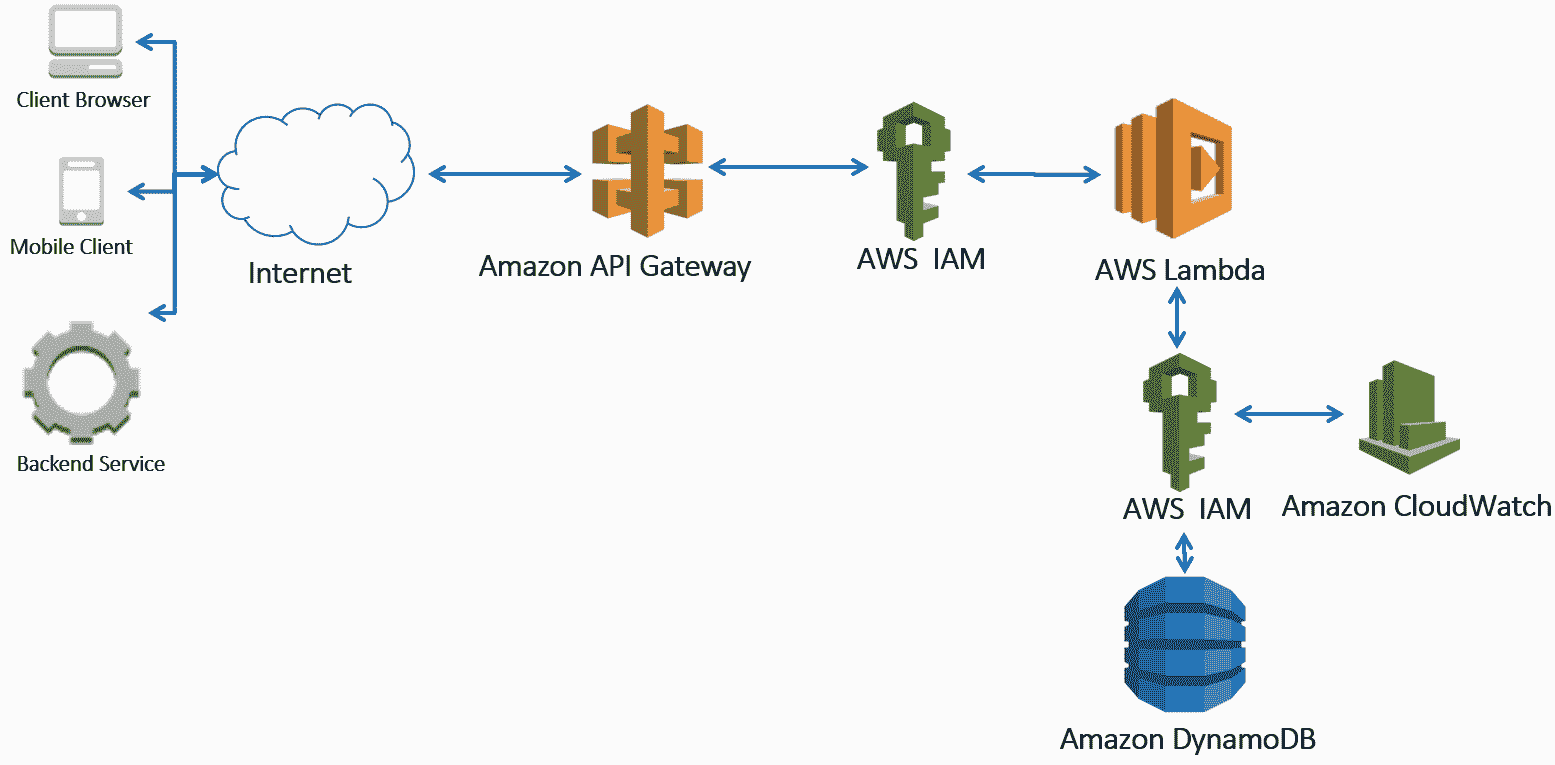 Client Browser
Mobile Client
Backend Service
Internet
Amazon API Gateway
AWS IAM
AWS Lambda
AWS IAM
Amazon CloudWatch
Amazon DynamoDB